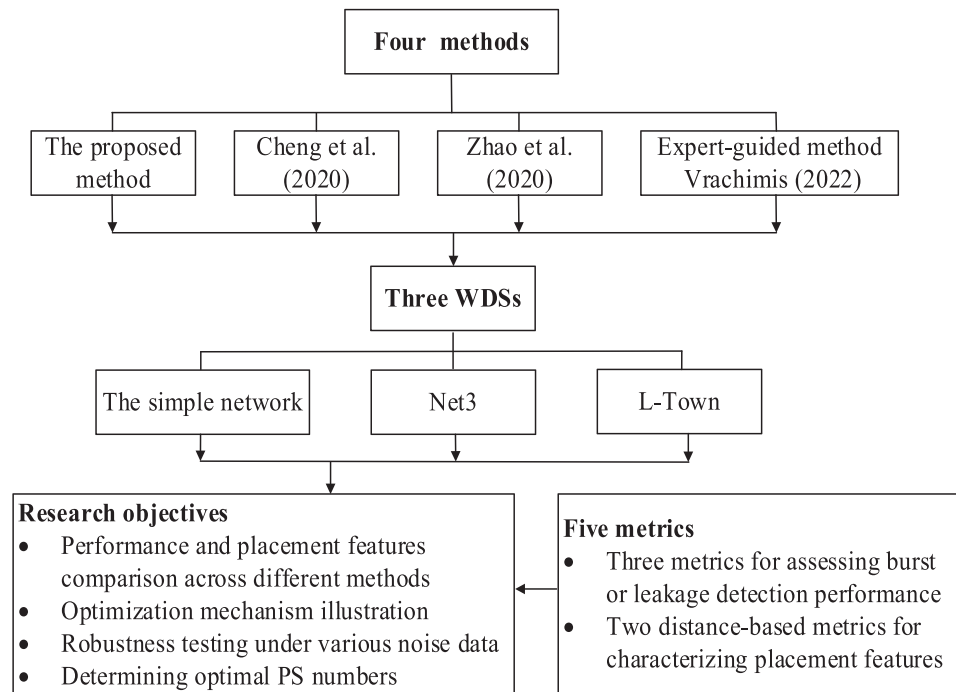 Four methods
The proposed
method
Cheng et al.
(2020)
Zhao et al.
(2020)
Expert-guided method
Vrachimis (2022)
Three WDSs
The simple network
Net3
L-Town
Research objectives
• Performance and placement features
comparison across different methods
• Optimization mechanism illustration
• Robustness testing under various noise data
• Determining optimal PS numbers
Five metrics
• Three metrics for assessing burst
or leakage detection performance
• Two distance-based metrics for
characterizing placement features